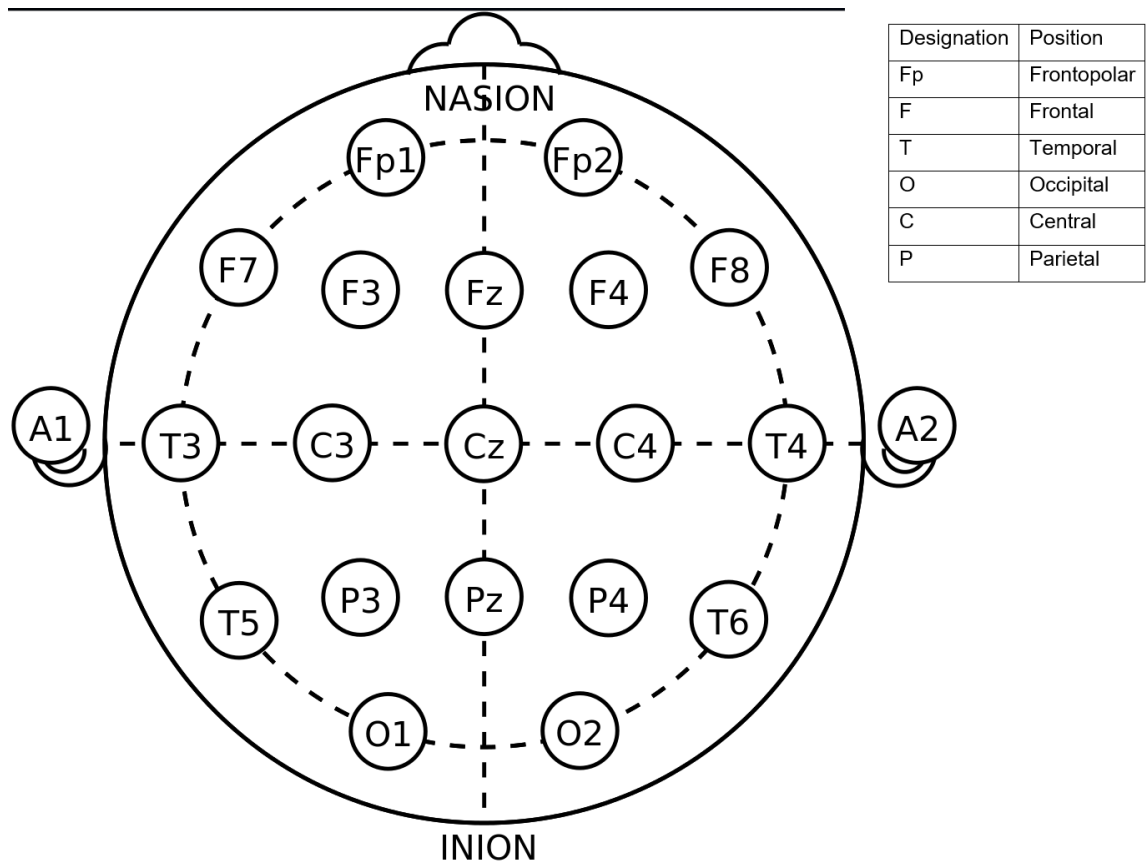 NASION
Fp1 Fp2
F7 F3 Fz F4 F8
A1 T3 C3 Cz C4 T4 A2
T5 P3 Pz P4 T6
O1 O2
INION
Designation Position
Fp Frontopolar
F Frontal
T Temporal
O Occipital
C Central
P Parietal